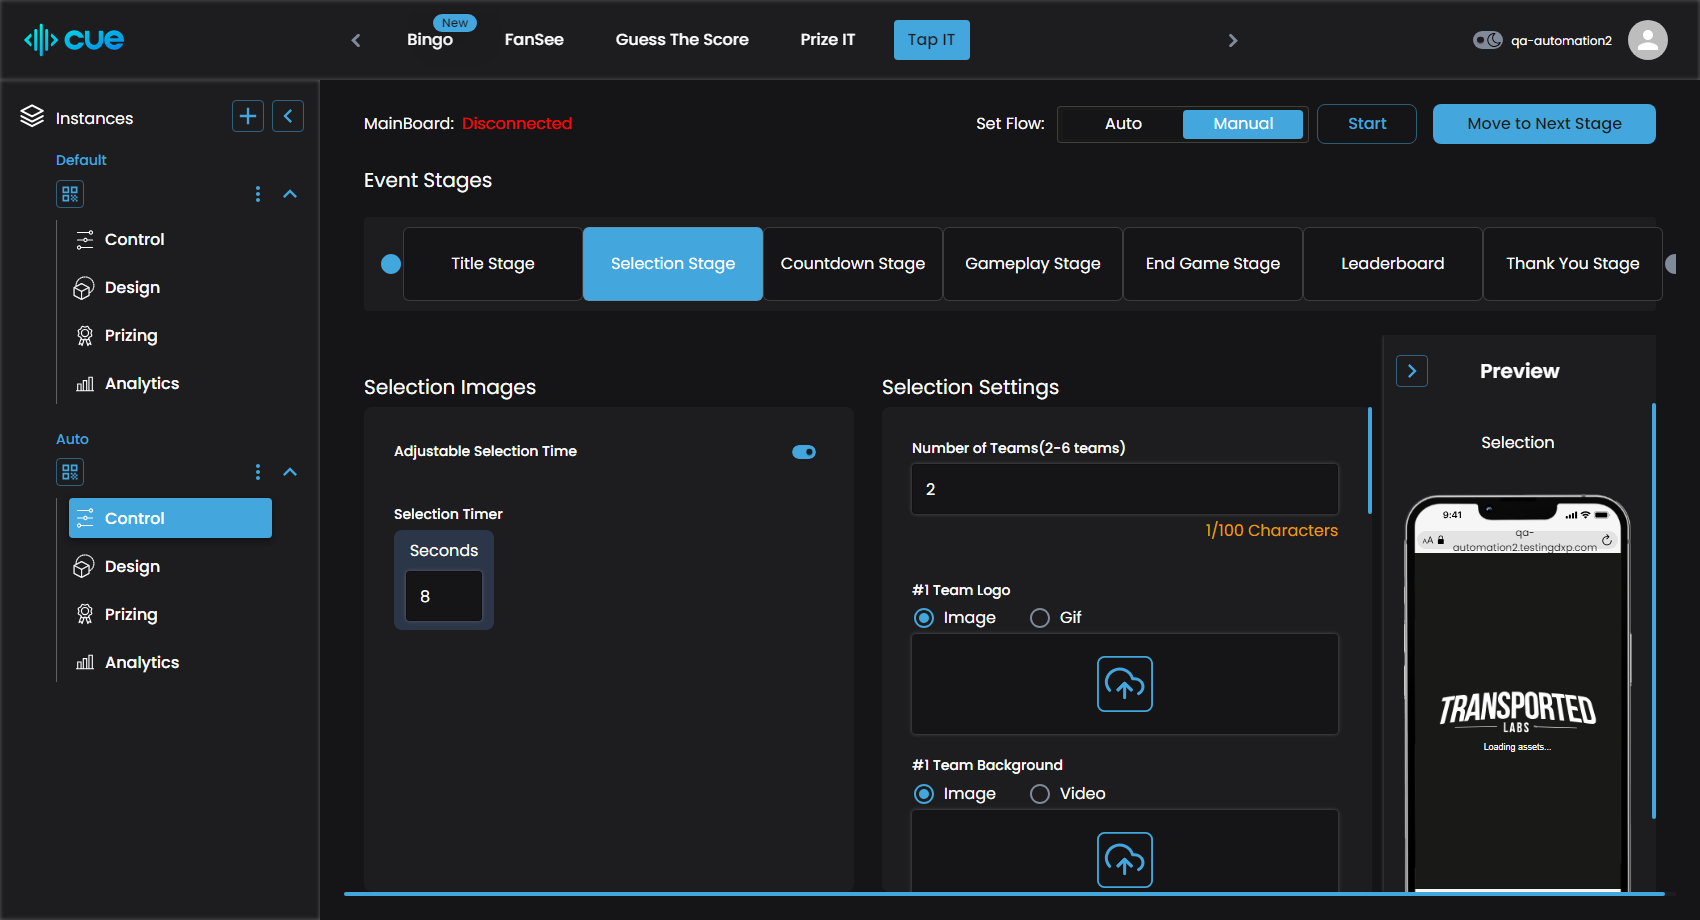 cue
New
Bingo
FanSee
Guess The Score
Prize IT
Tap IT
qa-automation2
Instances
Default
Control
Design
Prizing
Analytics
Auto
Control
Design
Prizing
Analytics
MainBoard: Disconnected
Set Flow:
Auto
Manual
Start
Move to Next Stage
Event Stages
Title Stage
Selection Stage
Countdown Stage
Gameplay Stage
End Game Stage
Leaderboard
Thank You Stage
Selection Images
Adjustable Selection Time
Selection Timer
Seconds
8
Selection Settings
Number of Teams(2-6 teams)
2
1/100 Characters
#1 Team Logo
Image
Gif
#1 Team Background
Image
Video
Preview
Selection
9:41
AA
qa-
automation2.testingdxp.com
TRANSPORTED
LABS
Loading assets...